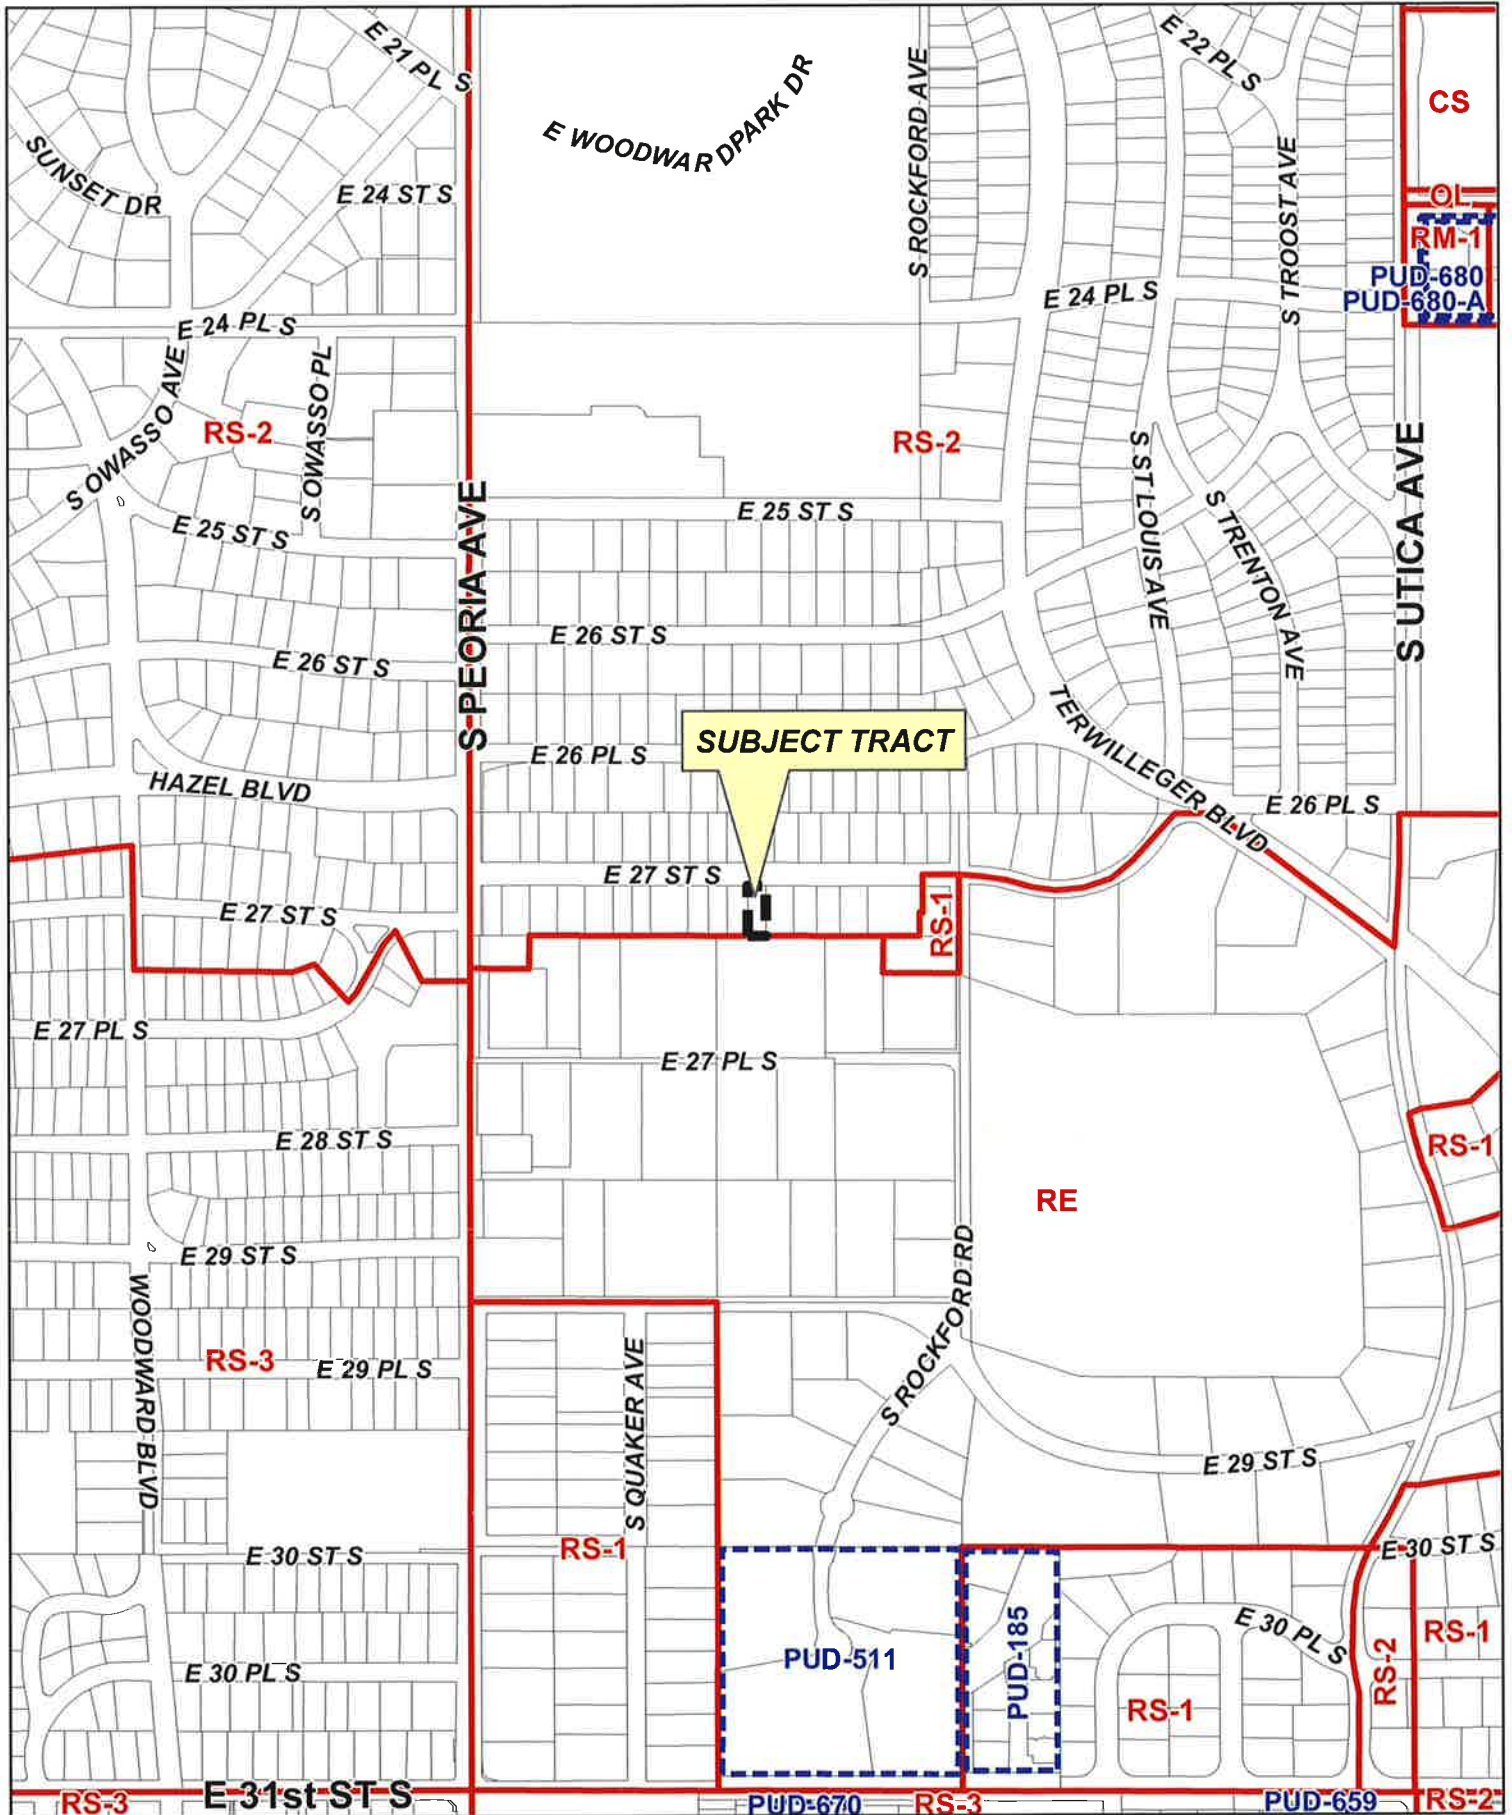 E 21 PL S
E 22 PL S
E WOODWARDPARK DR
S ROCKFORD AVE
CS
SUNSET DR
E 24 ST S
S TROOST AVE
OL
RM-1
PUD-680
PUD-680-A
E 24 PL S
E 24 PL S
S OWASSO AVE
S OWASSO PL
RS-2
RS-2
S ST LOUIS AVE
S UTICA AVE
S PEORIA AVE
E 25 ST S
E 25 ST S
S TRENTON AVE
E 26 ST S
E 26 ST S
SUBJECT TRACT
TERWILLEGER BLVD
E 26 PL S
E 26 PL S
HAZEL BLVD
E 27 ST S
E 27 ST S
RS-1
E 27 PL S
E 27 PL S
E 28 ST S
RS-1
RE
E 29 ST S
WOODWARD BLVD
S ROCKFORD RD
RS-3
E 29 PL S
S QUAKER AVE
E 29 ST S
E 30 ST S
RS-1
E 30 ST S
E 30 PL S
RS-1
PUD-511
PUD-185
RS-2
E 30 PL S
RS-1
RS-3
E 31st ST S
PUD-670
RS-3
PUD-659
RS-2